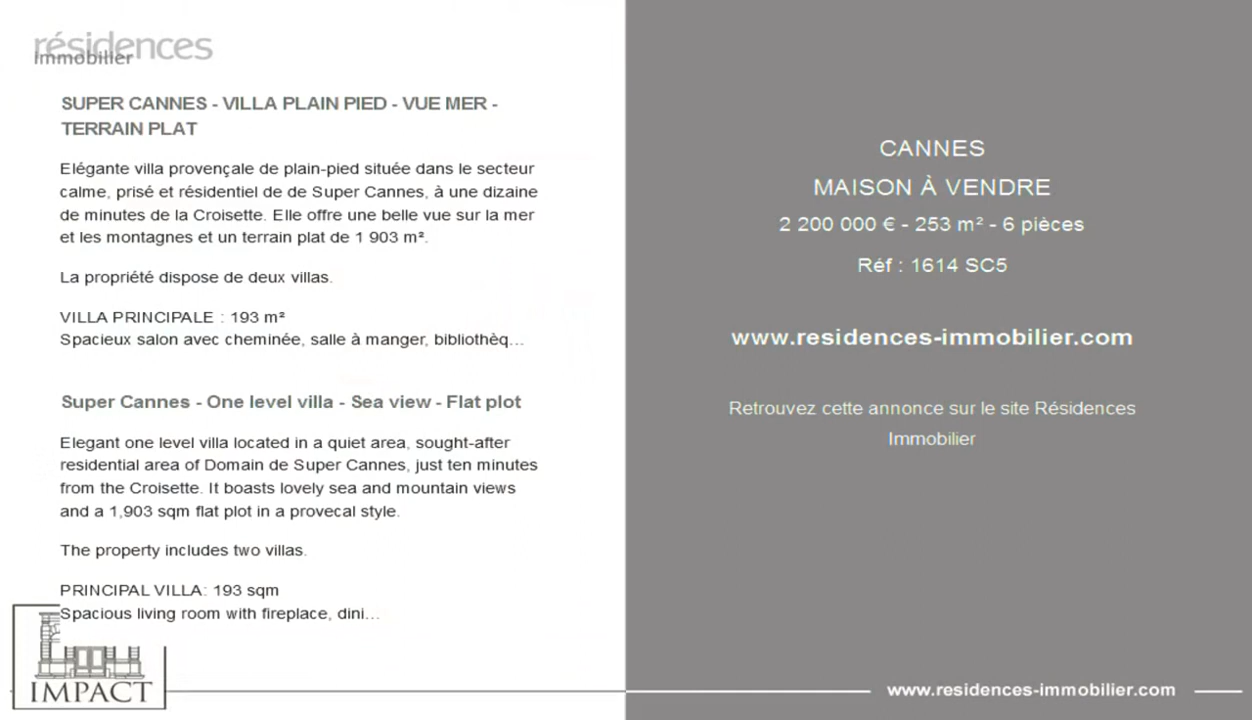 résidences
immobilier
SUPER CANNES - VILLA PLAIN PIED - VUE MER -
TERRAIN PLAT
Elégante villa provençale de plain-pied située dans le secteur
calme, prisé et résidentiel de de Super Cannes, à une dizaine
de minutes de la Croisette. Elle offre une belle vue sur la mer
et les montagnes et un terrain plat de 1 903 m².
La propriété dispose de deux villas.
VILLA PRINCIPALE : 193 m²
Spacieux salon avec cheminée, salle à manger, bibliothèq...
Super Cannes - One level villa - Sea view - Flat plot
Elegant one level villa located in a quiet area, sought-after
residential area of Domain de Super Cannes, just ten minutes
from the Croisette. It boasts lovely sea and mountain views
and a 1,903 sqm flat plot in a provecal style.
The property includes two villas.
PRINCIPAL VILLA: 193 sqm
Spacious living room with fireplace, dini...
IMPACT
CANNES
MAISON À VENDRE
2 200 000 € - 253 m² - 6 pièces
Réf : 1614 SC5
www.residences-immobilier.com
Retrouvez cette annonce sur le site Résidences
Immobilier
www.residences-immobilier.com